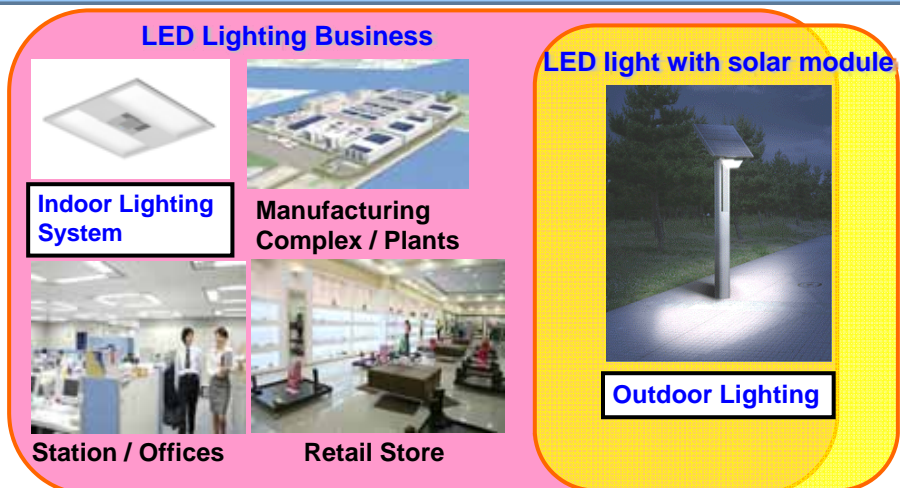 LED Lighting Business
LED light with solar module
Indoor Lighting
System
Manufacturing
Complex / Plants
Outdoor Lighting
Station / Offices
Retail Store